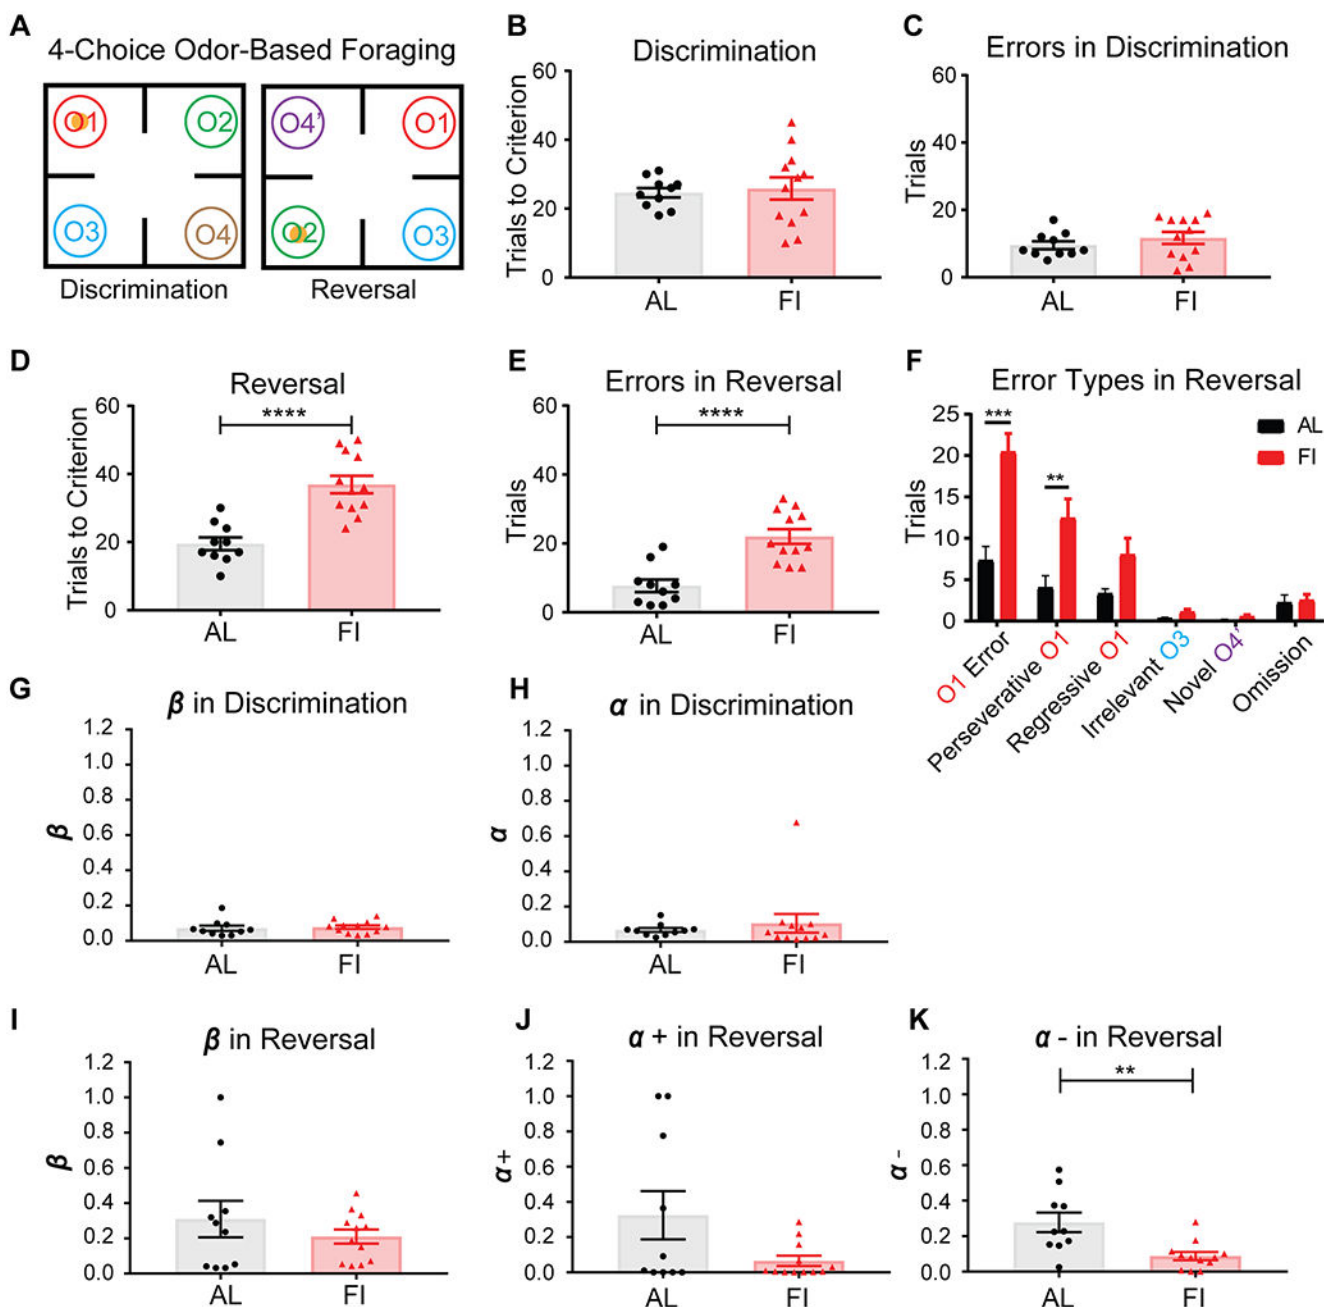 A
4-Choice Odor-Based Foraging
O1
O2
O3
O4
Discrimination
O4'
O1
O2
O3
Reversal
B
Discrimination
Trials to Criterion
60
40
20
0
AL
FI
C
Errors in Discrimination
Trials
60
40
20
0
AL
FI
D
Reversal
****
Trials to Criterion
60
40
20
0
AL
FI
E
Errors in Reversal
****
Trials
60
40
20
0
AL
FI
F
Error Types in Reversal
Trials
25
20
15
10
5
0
***
**
AL
FI
O1 Error
Perseverative O1
Regressive O1
Irrelevant O3
Novel O4'
Omission
G
β in Discrimination
β
1.2
1.0
0.8
0.6
0.4
0.2
0.0
AL
FI
H
α in Discrimination
α
1.2
1.0
0.8
0.6
0.4
0.2
0.0
AL
FI
I
β in Reversal
β
1.2
1.0
0.8
0.6
0.4
0.2
0.0
AL
FI
J
α + in Reversal
α+
1.2
1.0
0.8
0.6
0.4
0.2
0.0
AL
FI
K
α - in Reversal
**
α-
1.2
1.0
0.8
0.6
0.4
0.2
0.0
AL
FI